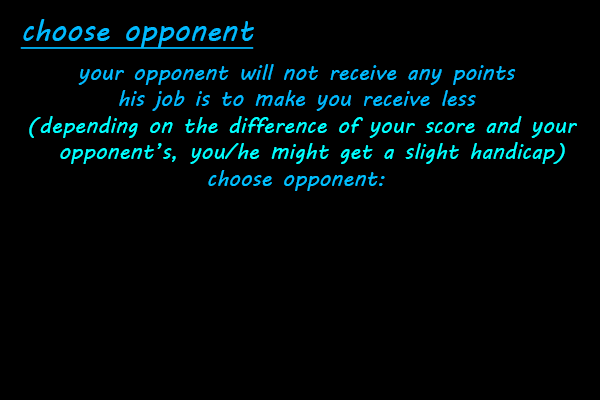 choose opponent
your opponent will not receive any points
his job is to make you receive less
(depending on the difference of your score and your
opponent's, you/he might get a slight handicap)
choose opponent: